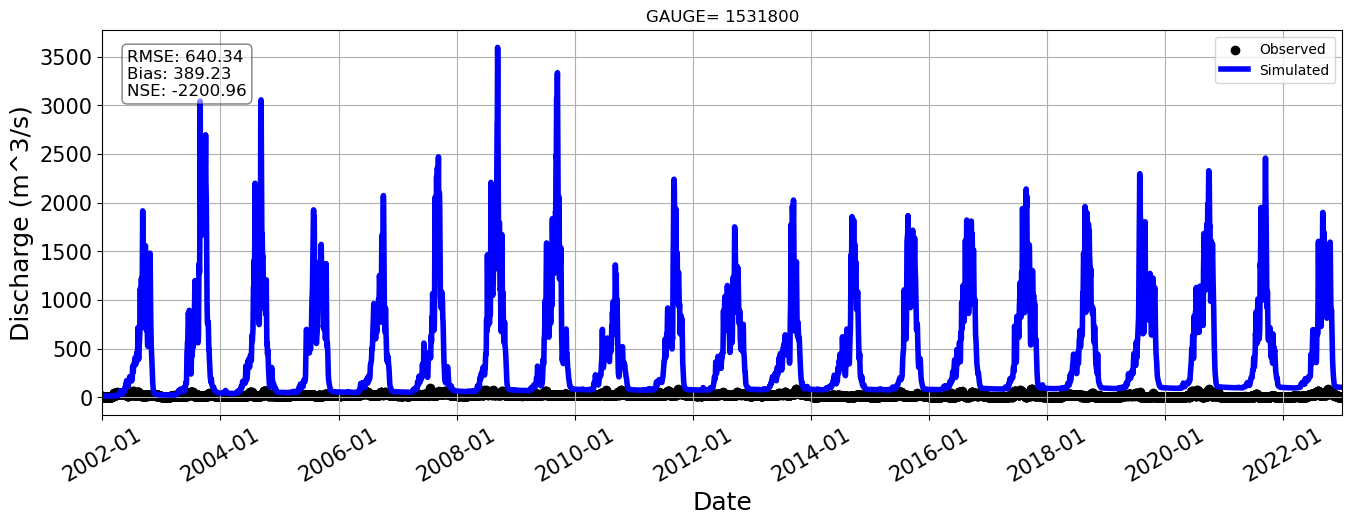 GAUGE= 1531800
RMSE: 640.34
Bias: 389.23
NSE: -2200.96
Observed
Simulated
Discharge (m^3/s)
3500
3000
2500
2000
1500
1000
500
0
2002-01
2004-01
2006-01
2008-01
2010-01
2012-01
2014-01
2016-01
2018-01
2020-01
2022-01
Date